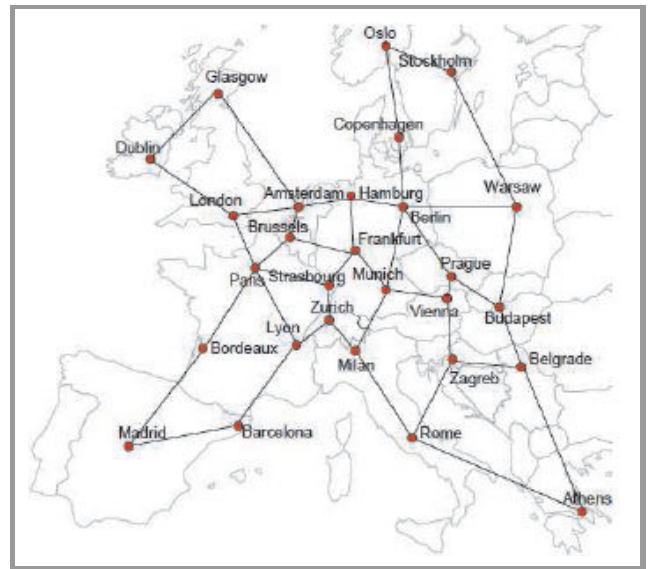 Oslo
Stockholm
Glasgow
Copenhagen
Dublin
Amsterdam
Hamburg
Warsaw
London
Berlin
Brussels
Frankfurt
Prague
Paris
Strasbourg
Munich
Zurich
Vienna
Budapest
Lyon
Bordeaux
Milan
Belgrade
Zagreb
Madrid
Barcelona
Rome
Athens